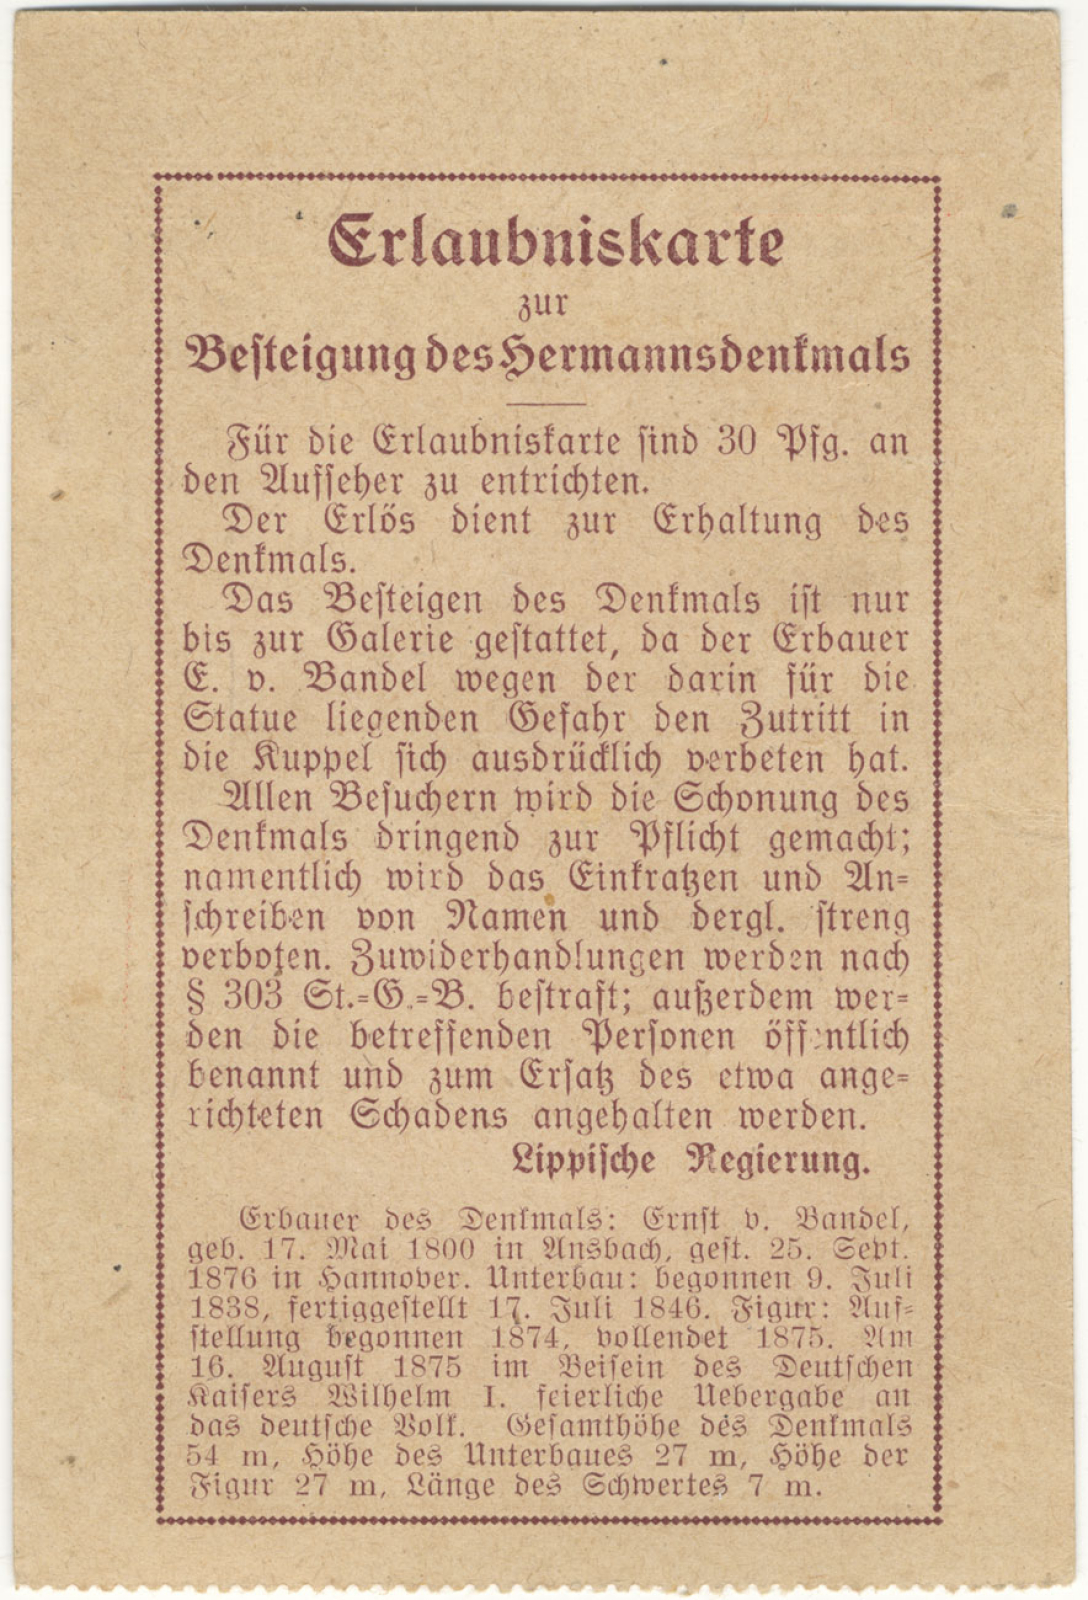 Erlaubniskarte
zur
Besteigung des Hermannsdenkmals
Für die Erlaubniskarte sind 30 Pfg. an
den Aufseher zu entrichten.
Der Erlös dient zur Erhaltung des
Denkmals.
Das Besteigen des Denkmals ist nur
bis zur Galerie gestattet, da der Erbauer
E. v. Bandel wegen der darin für die
Statue liegenden Gefahr den Zutritt in
die Kuppel sich ausdrücklich verbeten hat.
Allen Besuchern wird die Schonung des
Denkmals dringend zur Pflicht gemacht;
namentlich wird das Einkratzen und An-
schreiben von Namen und dergl. streng
verboten. Zuwiderhandlungen werden nach
§ 303 St.-G.-B. bestraft; außerdem wer-
den die betreffenden Personen öffentlich
benannt und zum Ersatz des etwa ange-
richteten Schadens angehalten werden.
Lippische Regierung.
Erbauer des Denkmals: Ernst v. Bandel,
geb. 17. Mai 1800 in Ansbach, gest. 25. Sept.
1876 in Hannover. Unterbau: begonnen 9. Juli
1838, fertiggestellt 17. Juli 1846. Figur: Auf-
stellung begonnen 1874, vollendet 1875. Am
16. August 1875 im Beisein des Deutschen
Kaisers Wilhelm I. feierliche Uebergabe an
das deutsche Volk. Gesamthöhe des Denkmals
54 m, Höhe des Unterbaues 27 m, Höhe der
Figur 27 m, Länge des Schwertes 7 m.